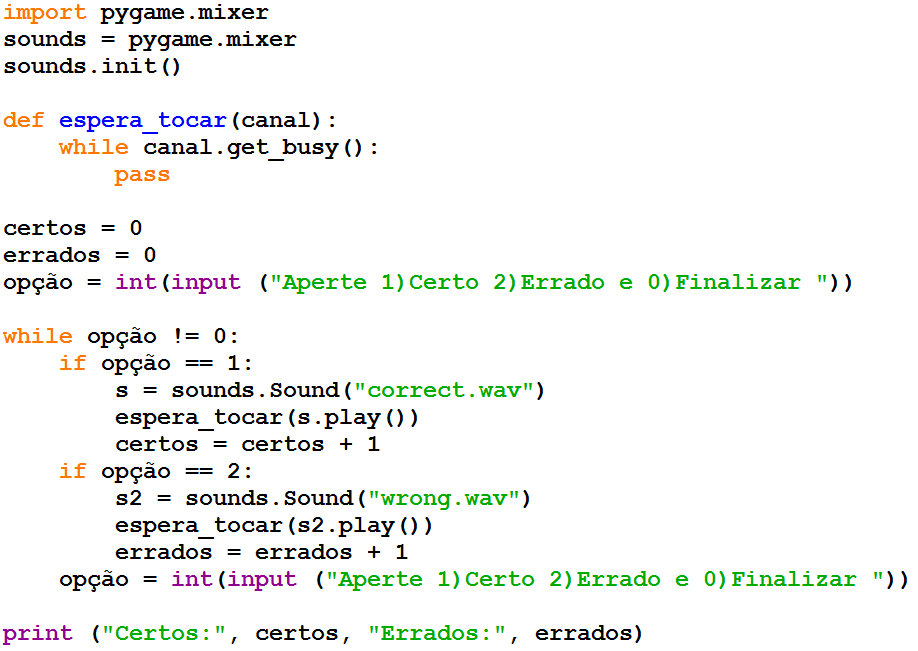 import pygame.mixer
sounds = pygame.mixer
sounds.init()

def espera_tocar(canal):
    while canal.get_busy():
        pass

certos = 0
errados = 0
opção = int(input ("Aperte 1)Certo 2)Errado e 0)Finalizar "))

while opção != 0:
    if opção == 1:
        s = sounds.Sound("correct.wav")
        espera_tocar(s.play())
        certos = certos + 1
    if opção == 2:
        s2 = sounds.Sound("wrong.wav")
        espera_tocar(s2.play())
        errados = errados + 1
    opção = int(input ("Aperte 1)Certo 2)Errado e 0)Finalizar "))

print ("Certos:", certos, "Errados:", errados)